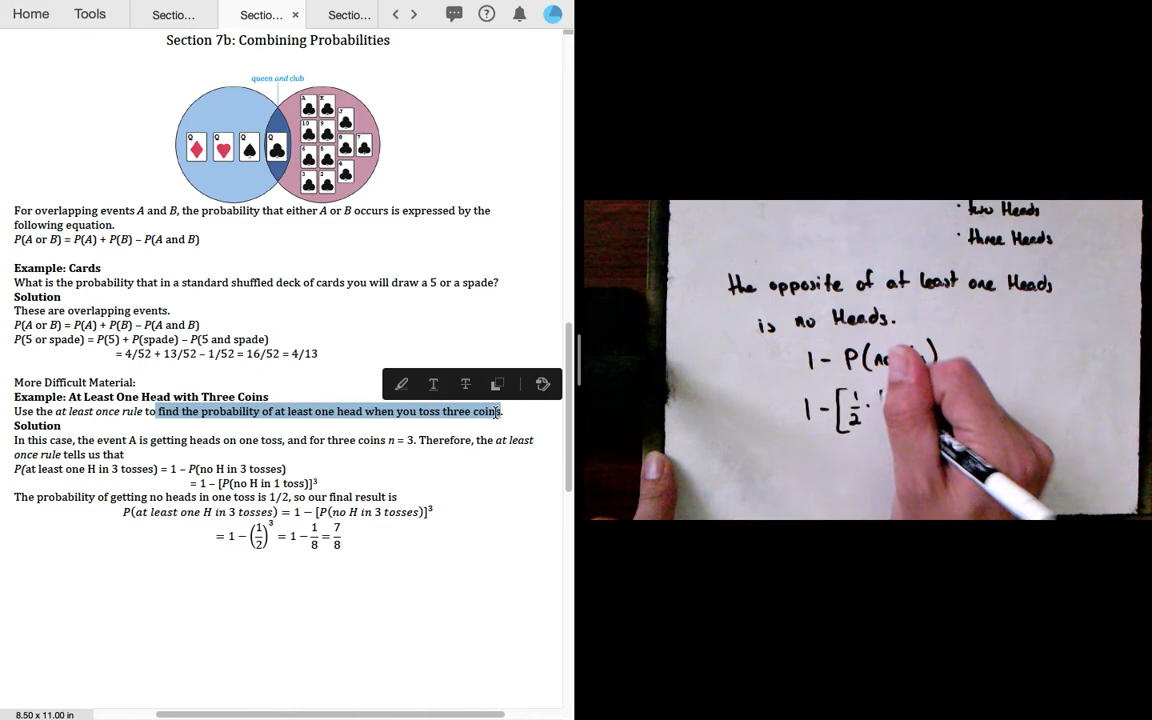 Home Tools Sectio... Sectio... × Sectio...
Section 7b: Combining Probabilities
queen and club
For overlapping events A and B, the probability that either A or B occurs is expressed by the
following equation.
P(A or B) = P(A) + P(B) – P(A and B)
Example: Cards
What is the probability that in a standard shuffled deck of cards you will draw a 5 or a spade?
Solution
These are overlapping events.
P(A or B) = P(A) + P(B) – P(A and B)
P(5 or spade) = P(5) + P(spade) – P(5 and spade)
= 4/52 + 13/52 – 1/52 = 16/52 = 4/13
More Difficult Material:
Example: At Least One Head with Three Coins
Use the at least once rule to find the probability of at least one head when you toss three coins.
Solution
In this case, the event A is getting heads on one toss, and for three coins n = 3. Therefore, the at least
once rule tells us that
P(at least one H in 3 tosses) = 1 – P(no H in 3 tosses)
= 1 – [P(no H in 1 toss)]³
The probability of getting no heads in one toss is 1/2, so our final result is
P(at least one H in 3 tosses) = 1 − [P(no H in 3 tosses)]³
= 1 − (1/2)³ = 1 − 1/8 = 7/8
8.50 x 11.00 in
· two Heads
· three Heads
the opposite of at least one Heads
is no Heads.
1 - P(no
1 - [1/2 ·